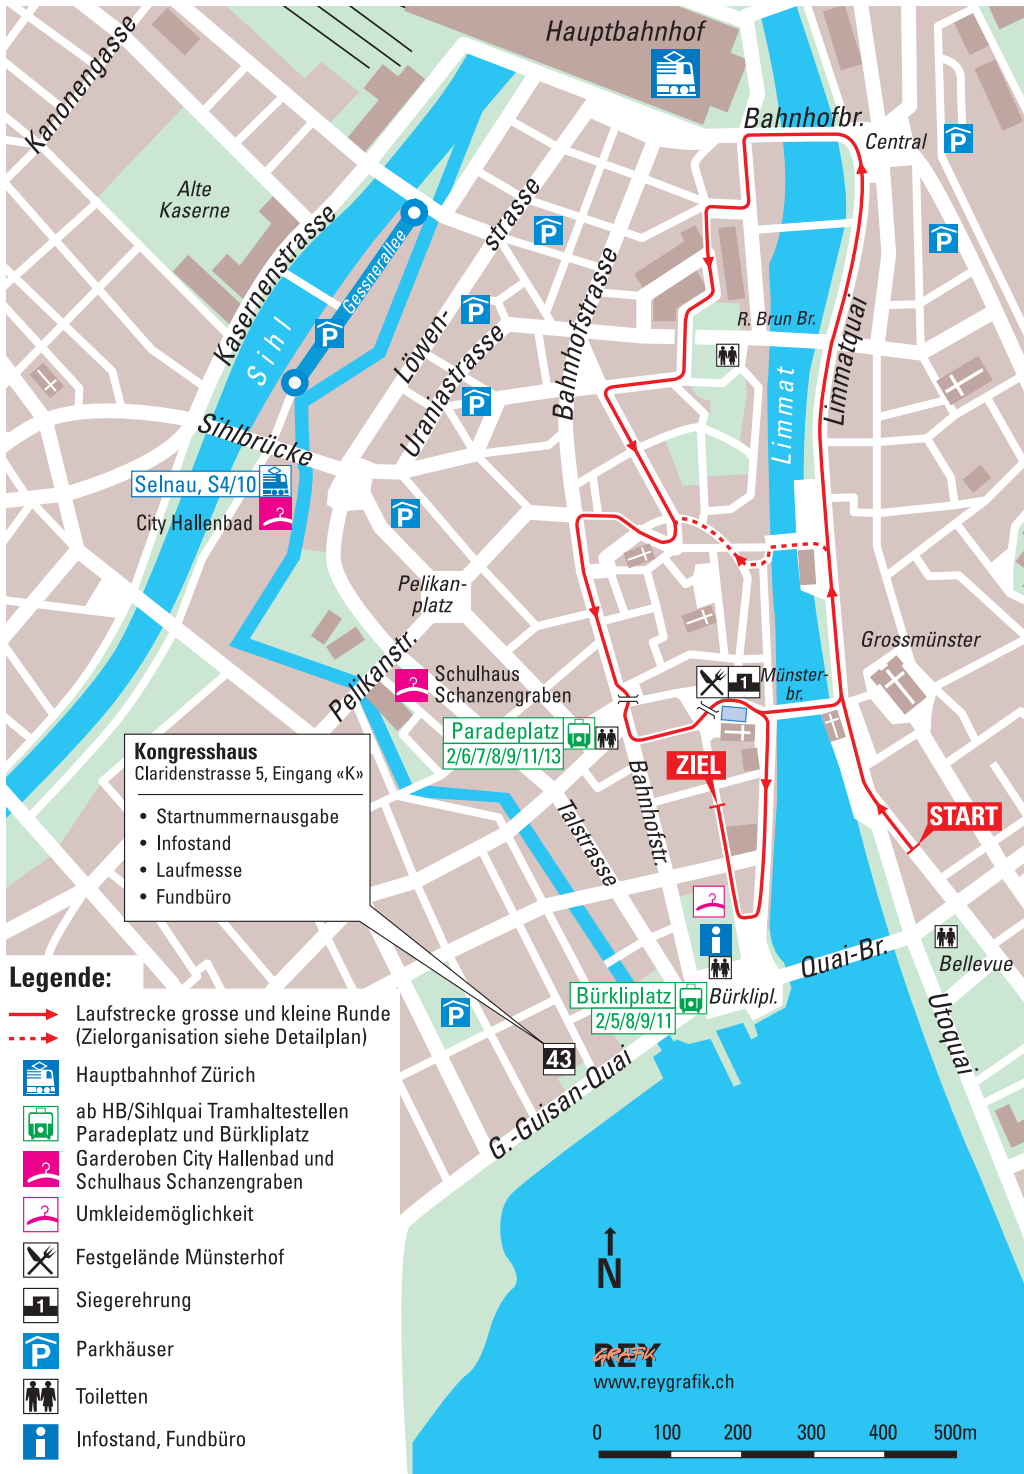 Hauptbahnhof
Kanonengasse
Bahnhofbr.
Central
P
Alte
Kaserne
Löwen-
strasse
P
P
Kasernenstrasse
Gessnerallee
Bahnhofstrasse
P
P
R. Brun Br.
Limmatquai
Sihl
Uraniastrasse
Limmat
P
Sihlbrücke
Selnau, S4/10
City Hallenbad
P
Pelikan-
platz
Grossmünster
Pelikanstr.
Schulhaus
Schanzengraben
1
Münster-
br.
Paradeplatz
2/6/7/8/9/11/13
Kongresshaus
Claridenstrasse 5, Eingang «K»
• Startnummernausgabe
• Infostand
• Laufmesse
• Fundbüro
ZIEL
START
Bahnhofstr.
Talstrasse
i
Quai-Br.
Bellevue
Bürkliplatz
2/5/8/9/11
Bürklipl.
Utoquai
P
43
G.-Guisan-Quai
Legende:
Laufstrecke grosse und kleine Runde
(Zielorganisation siehe Detailplan)
Hauptbahnhof Zürich
ab HB/Sihlquai Tramhaltestellen
Paradeplatz und Bürkliplatz
Garderoben City Hallenbad und
Schulhaus Schanzengraben
Umkleidemöglichkeit
Festgelände Münsterhof
1
Siegerehrung
P
Parkhäuser
Toiletten
i
Infostand, Fundbüro
N
REY
GRAFIK
www.reygrafik.ch
0 100 200 300 400 500m